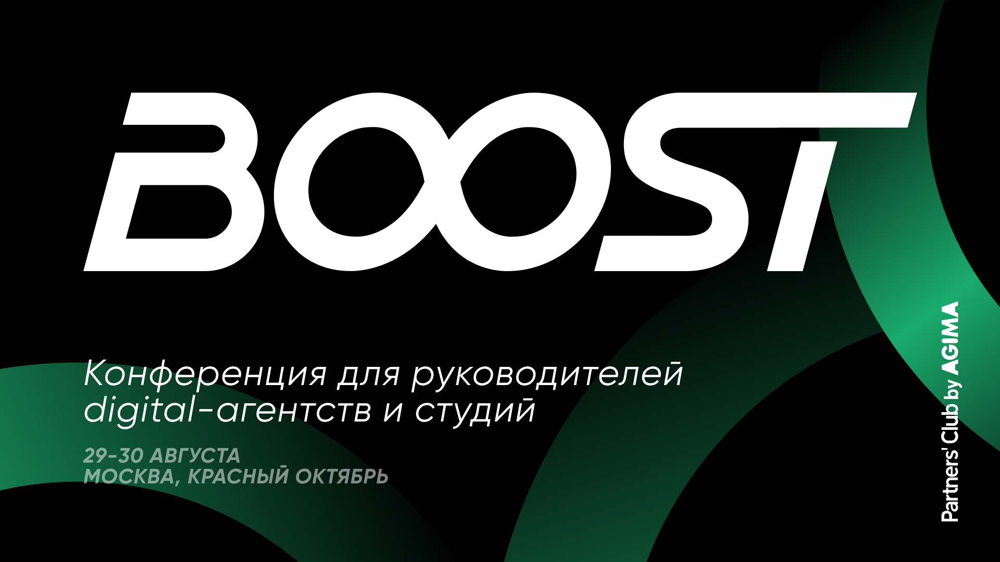 BOOST
Конференция для руководителей
digital-агентств и студий
29-30 АВГУСТА
МОСКВА, КРАСНЫЙ ОКТЯБРЬ
Partners' Club by AGIMA